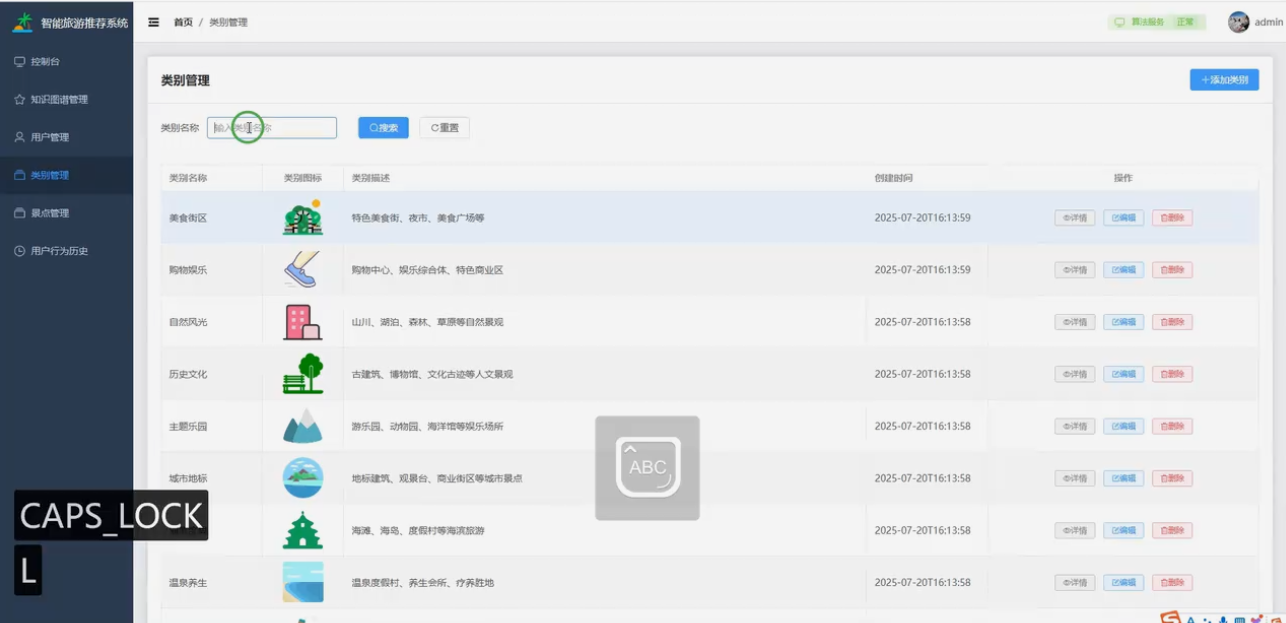 智能旅游推荐系统
首页 / 类别管理
算法服务 正常
admin
控制台
知识图谱管理
用户管理
类别管理
景点管理
用户行为历史
类别管理
+添加类别
类别名称
输入类别名称
搜索
重置
类别名称 类别图标 类别描述 创建时间 操作
美食街区 特色美食街、夜市、美食广场等 2025-07-20T16:13:59 详情 编辑 删除
购物娱乐 购物中心、娱乐综合体、特色商业区 2025-07-20T16:13:59 详情 编辑 删除
自然风光 山川、湖泊、森林、草原等自然景观 2025-07-20T16:13:58 详情 编辑 删除
历史文化 古建筑、博物馆、文化古迹等人文景观 2025-07-20T16:13:58 详情 编辑 删除
主题乐园 游乐园、动物园、海洋馆等娱乐场所 2025-07-20T16:13:58 详情 编辑 删除
城市地标 地标建筑、观景台、商业街区等城市景点 2025-07-20T16:13:58 详情 编辑 删除
海滩、海岛、度假村等海滨旅游 2025-07-20T16:13:58 详情 编辑 删除
温泉养生 温泉度假村、养生会所、疗养胜地 2025-07-20T16:13:58 详情 编辑 删除
ABC
CAPS_LOCK
L